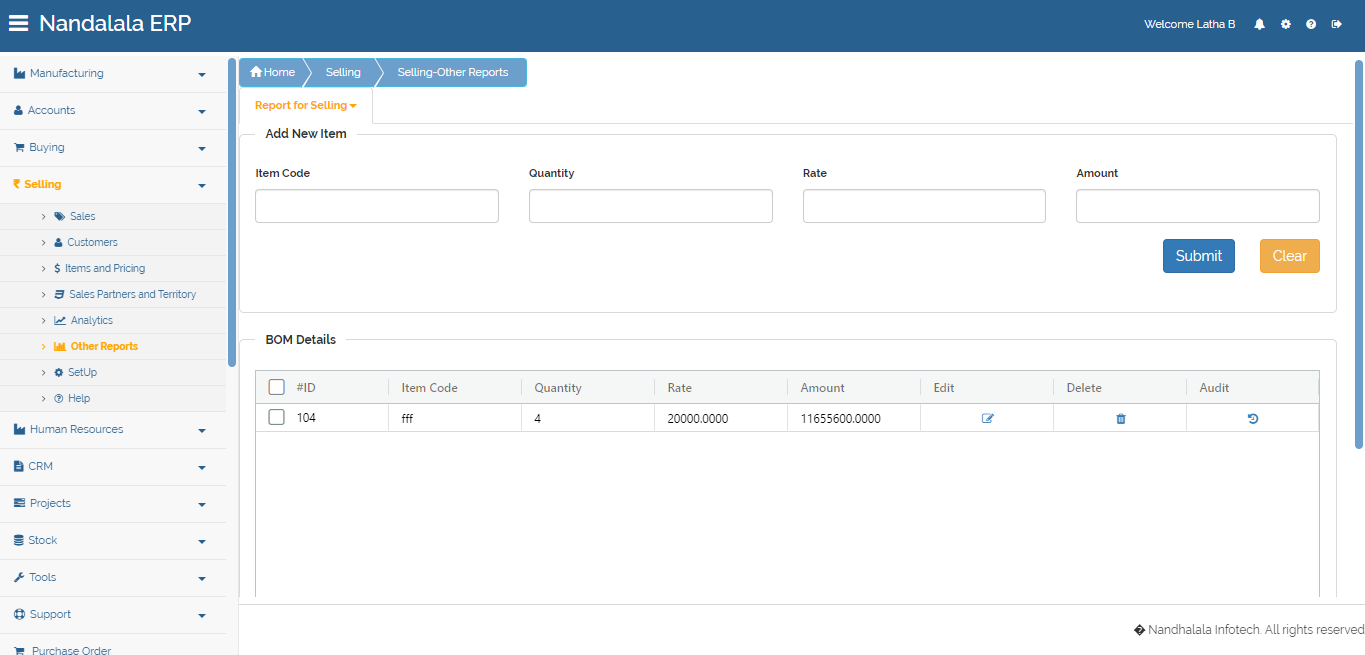 Nandalala ERP
Welcome Latha B
Manufacturing
Accounts
Buying
Selling
Sales
Customers
Items and Pricing
Sales Partners and Territory
Analytics
Other Reports
SetUp
Help
Human Resources
CRM
Projects
Stock
Tools
Support
Purchase Order
Home Selling Selling-Other Reports
Report for Selling
Add New Item
Item Code Quantity Rate Amount
Submit Clear
BOM Details
#ID Item Code Quantity Rate Amount Edit Delete Audit
104 fff 4 20000.0000 11655600.0000
� Nandhalala Infotech. All rights reserved